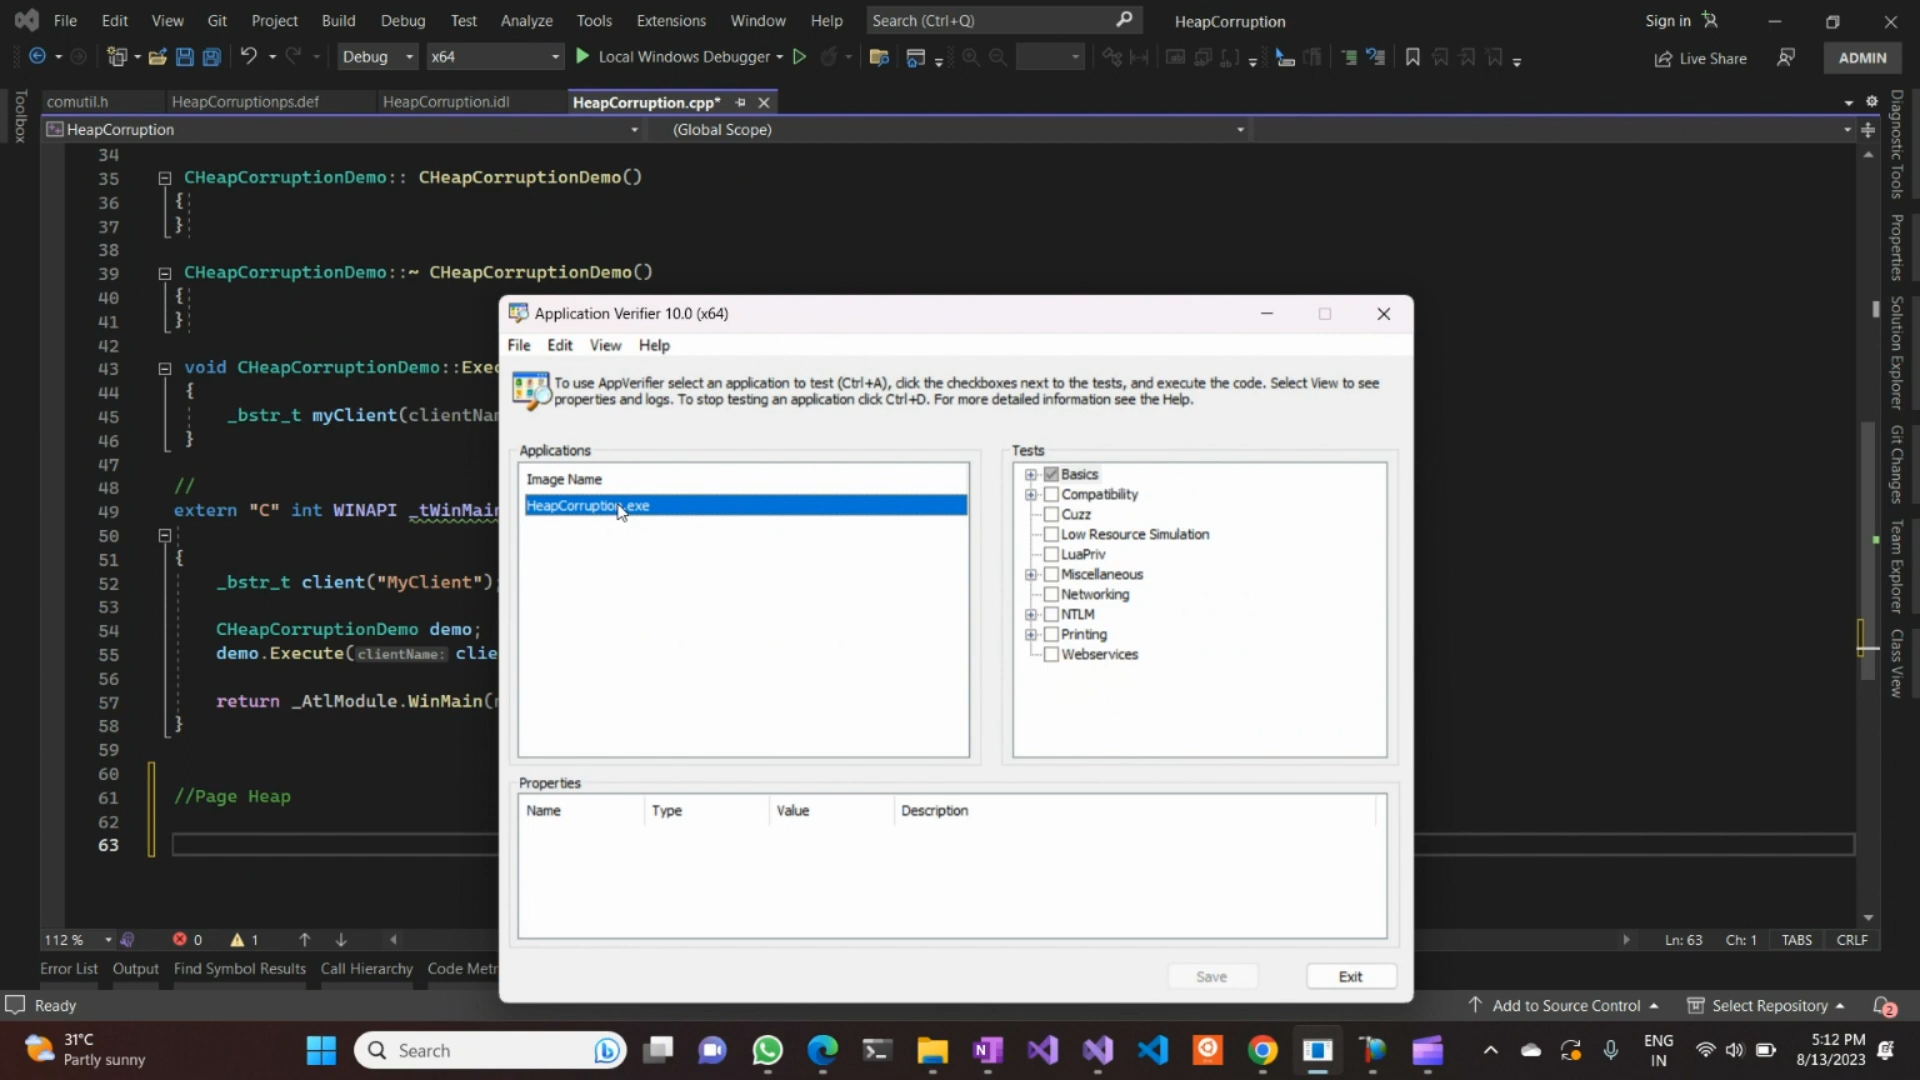 File Edit View Git Project Build Debug Test Analyze Tools Extensions Window Help Search (Ctrl+Q) HeapCorruption Sign in
Debug x64 Local Windows Debugger Live Share ADMIN
comutil.h HeapCorruptionps.def HeapCorruption.idl HeapCorruption.cpp*
HeapCorruption (Global Scope)
Toolbox
34
35 CHeapCorruptionDemo:: CHeapCorruptionDemo()
36 {
37 }
38
39 CHeapCorruptionDemo::~ CHeapCorruptionDemo()
40 {
41 }
42
43 void CHeapCorruptionDemo::Exec
44 {
45 _bstr_t myClient(clientNam
46 }
47
48 //
49 extern "C" int WINAPI _tWinMain
50
51 {
52 _bstr_t client("MyClient");
53
54 CHeapCorruptionDemo demo;
55 demo.Execute(clientName: clie
56
57 return _AtlModule.WinMain(n
58 }
59
60
61 //Page Heap
62
63
Application Verifier 10.0 (x64)
File Edit View Help
To use AppVerifier select an application to test (Ctrl+A), click the checkboxes next to the tests, and execute the code. Select View to see
properties and logs. To stop testing an application click Ctrl+D. For more detailed information see the Help.
Applications
Image Name
HeapCorruption.exe
Tests
Basics
Compatibility
Cuzz
Low Resource Simulation
LuaPriv
Miscellaneous
Networking
NTLM
Printing
Webservices
Properties
Name Type Value Description
Save Exit
Diagnostic Tools
Properties
Solution Explorer
Git Changes
Team Explorer
Class View
112 % 0 1 Ln: 63 Ch: 1 TABS CRLF
Error List Output Find Symbol Results Call Hierarchy Code Metr
Ready Add to Source Control Select Repository 2
31°C
Partly sunny
Search
ENG
IN
5:12 PM
8/13/2023